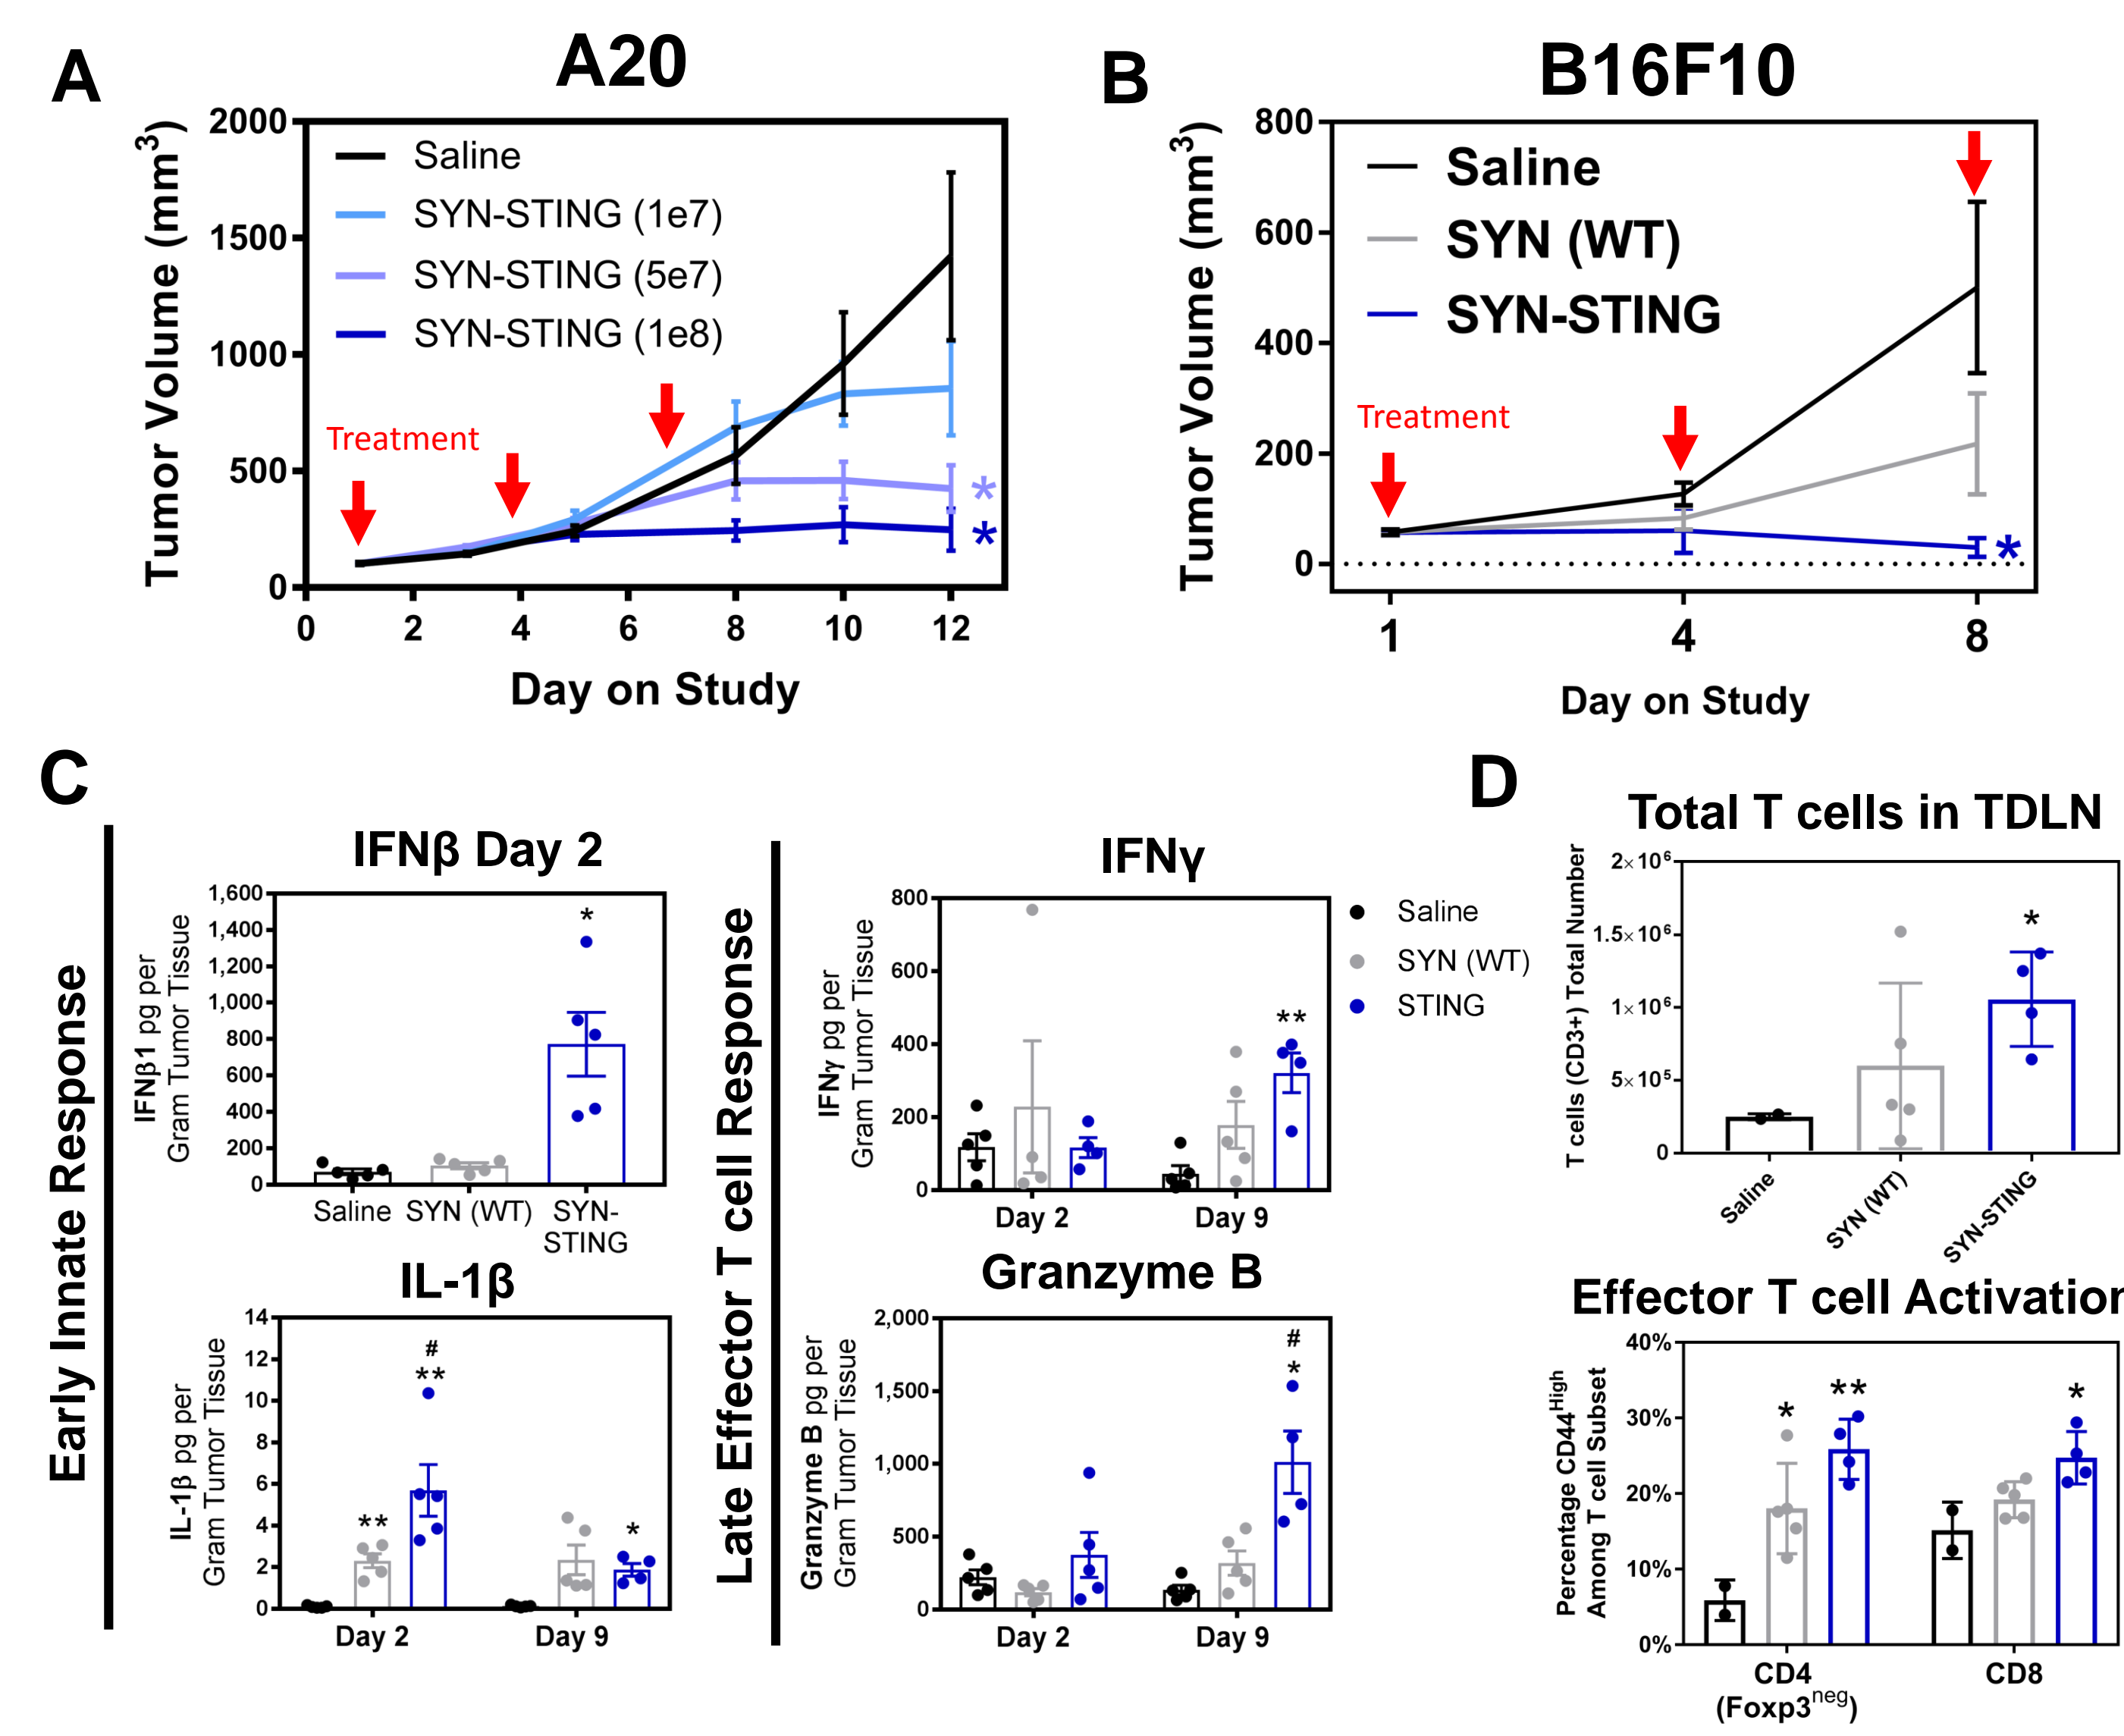 A
A20
Tumor Volume (mm³)
2000
1500
1000
500
0
Saline
SYN-STING (1e7)
SYN-STING (5e7)
SYN-STING (1e8)
Treatment
*
*
0 2 4 6 8 10 12
Day on Study
B
B16F10
Tumor Volume (mm³)
800
600
400
200
0
Saline
SYN (WT)
SYN-STING
Treatment
*
1 4 8
Day on Study
C
Early Innate Response
IFNβ Day 2
IFNβ1 pg per
Gram Tumor Tissue
1,600
1,400
1,200
1,000
800
600
400
200
0
*
Saline SYN (WT) SYN-
STING
IL-1β
IL-1β pg per
Gram Tumor Tissue
14
12
10
8
6
4
2
0
**
#
**
*
Day 2 Day 9
Late Effector T cell Response
IFNγ
IFNγ pg per
Gram Tumor Tissue
800
600
400
200
0
**
Day 2 Day 9
Saline
SYN (WT)
STING
Granzyme B
Granzyme B pg per
Gram Tumor Tissue
2,000
1,500
1,000
500
0
#
*
Day 2 Day 9
D
Total T cells in TDLN
T cells (CD3+) Total Number
2×10⁶
1.5×10⁶
1×10⁶
5×10⁵
0
*
Saline
SYN (WT)
SYN-STING
Effector T cell Activation
Percentage CD44High
Among T cell Subset
40%
30%
20%
10%
0%
*
**
*
CD4 CD8
(Foxp3neg)